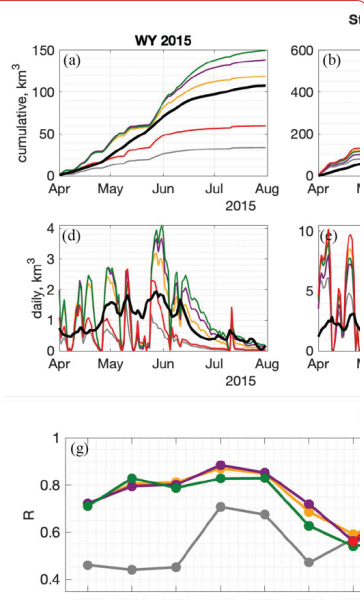 St
WY 2015
(a)
cumulative, km³
150
100
50
0
Apr May Jun Jul Aug
2015
(b)
600
400
200
0
Apr
(d)
daily, km³
4
3
2
1
0
Apr May Jun Jul Aug
2015
(e)
10
5
0
Apr
(g)
R
1
0.8
0.6
0.4